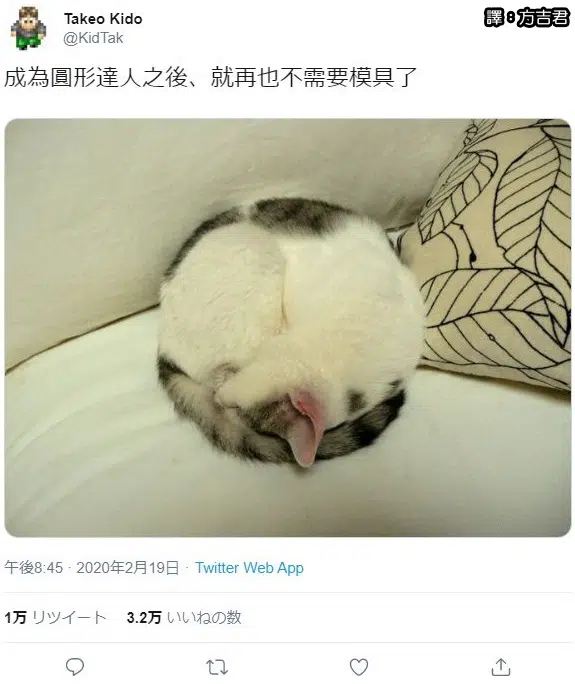 Takeo Kido
@KidTak
譯:方吉君
成為圓形達人之後、就再也不需要模具了
午後8:45 · 2020年2月19日 · Twitter Web App
1万 リツイート 3.2万 いいねの数